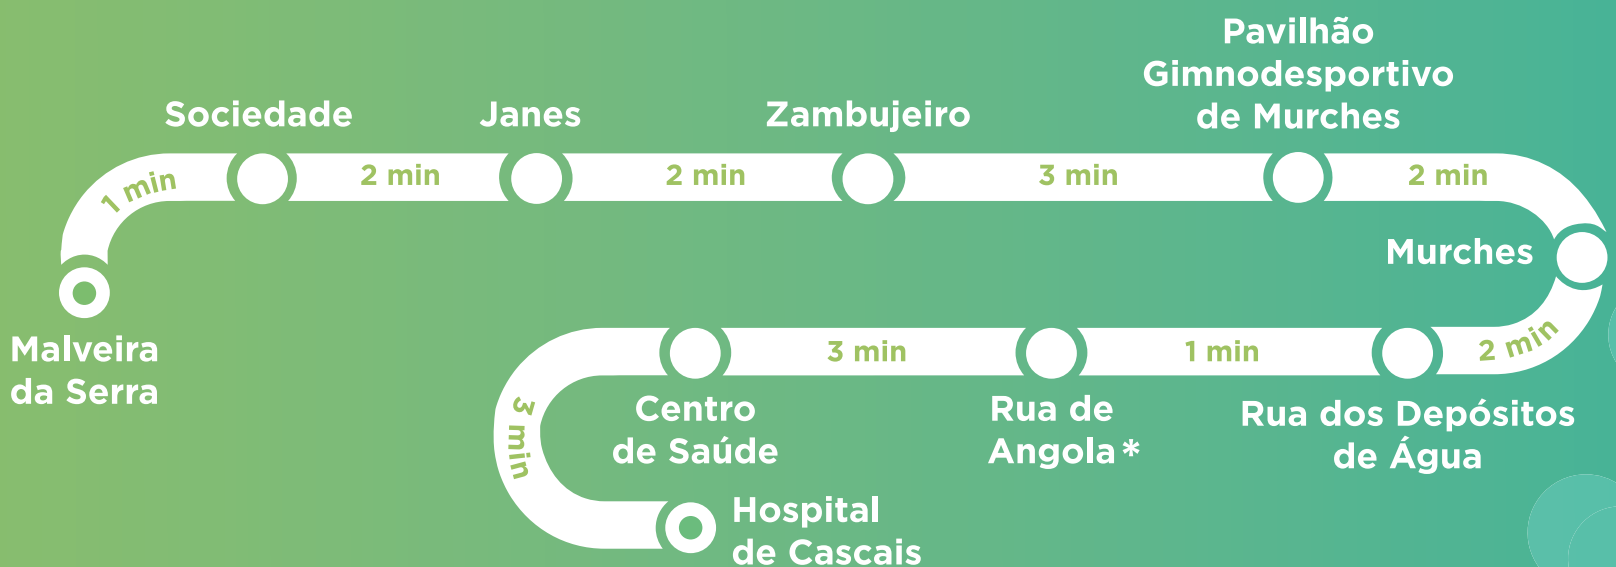 Pavilhão
Gimnodesportivo
de Murches
Sociedade
Janes
Zambujeiro
1 min
2 min
2 min
3 min
2 min
Murches
Malveira
da Serra
3 min
1 min
2 min
3 min
Centro
de Saúde
Rua de
Angola*
Rua dos Depósitos
de Água
Hospital
de Cascais